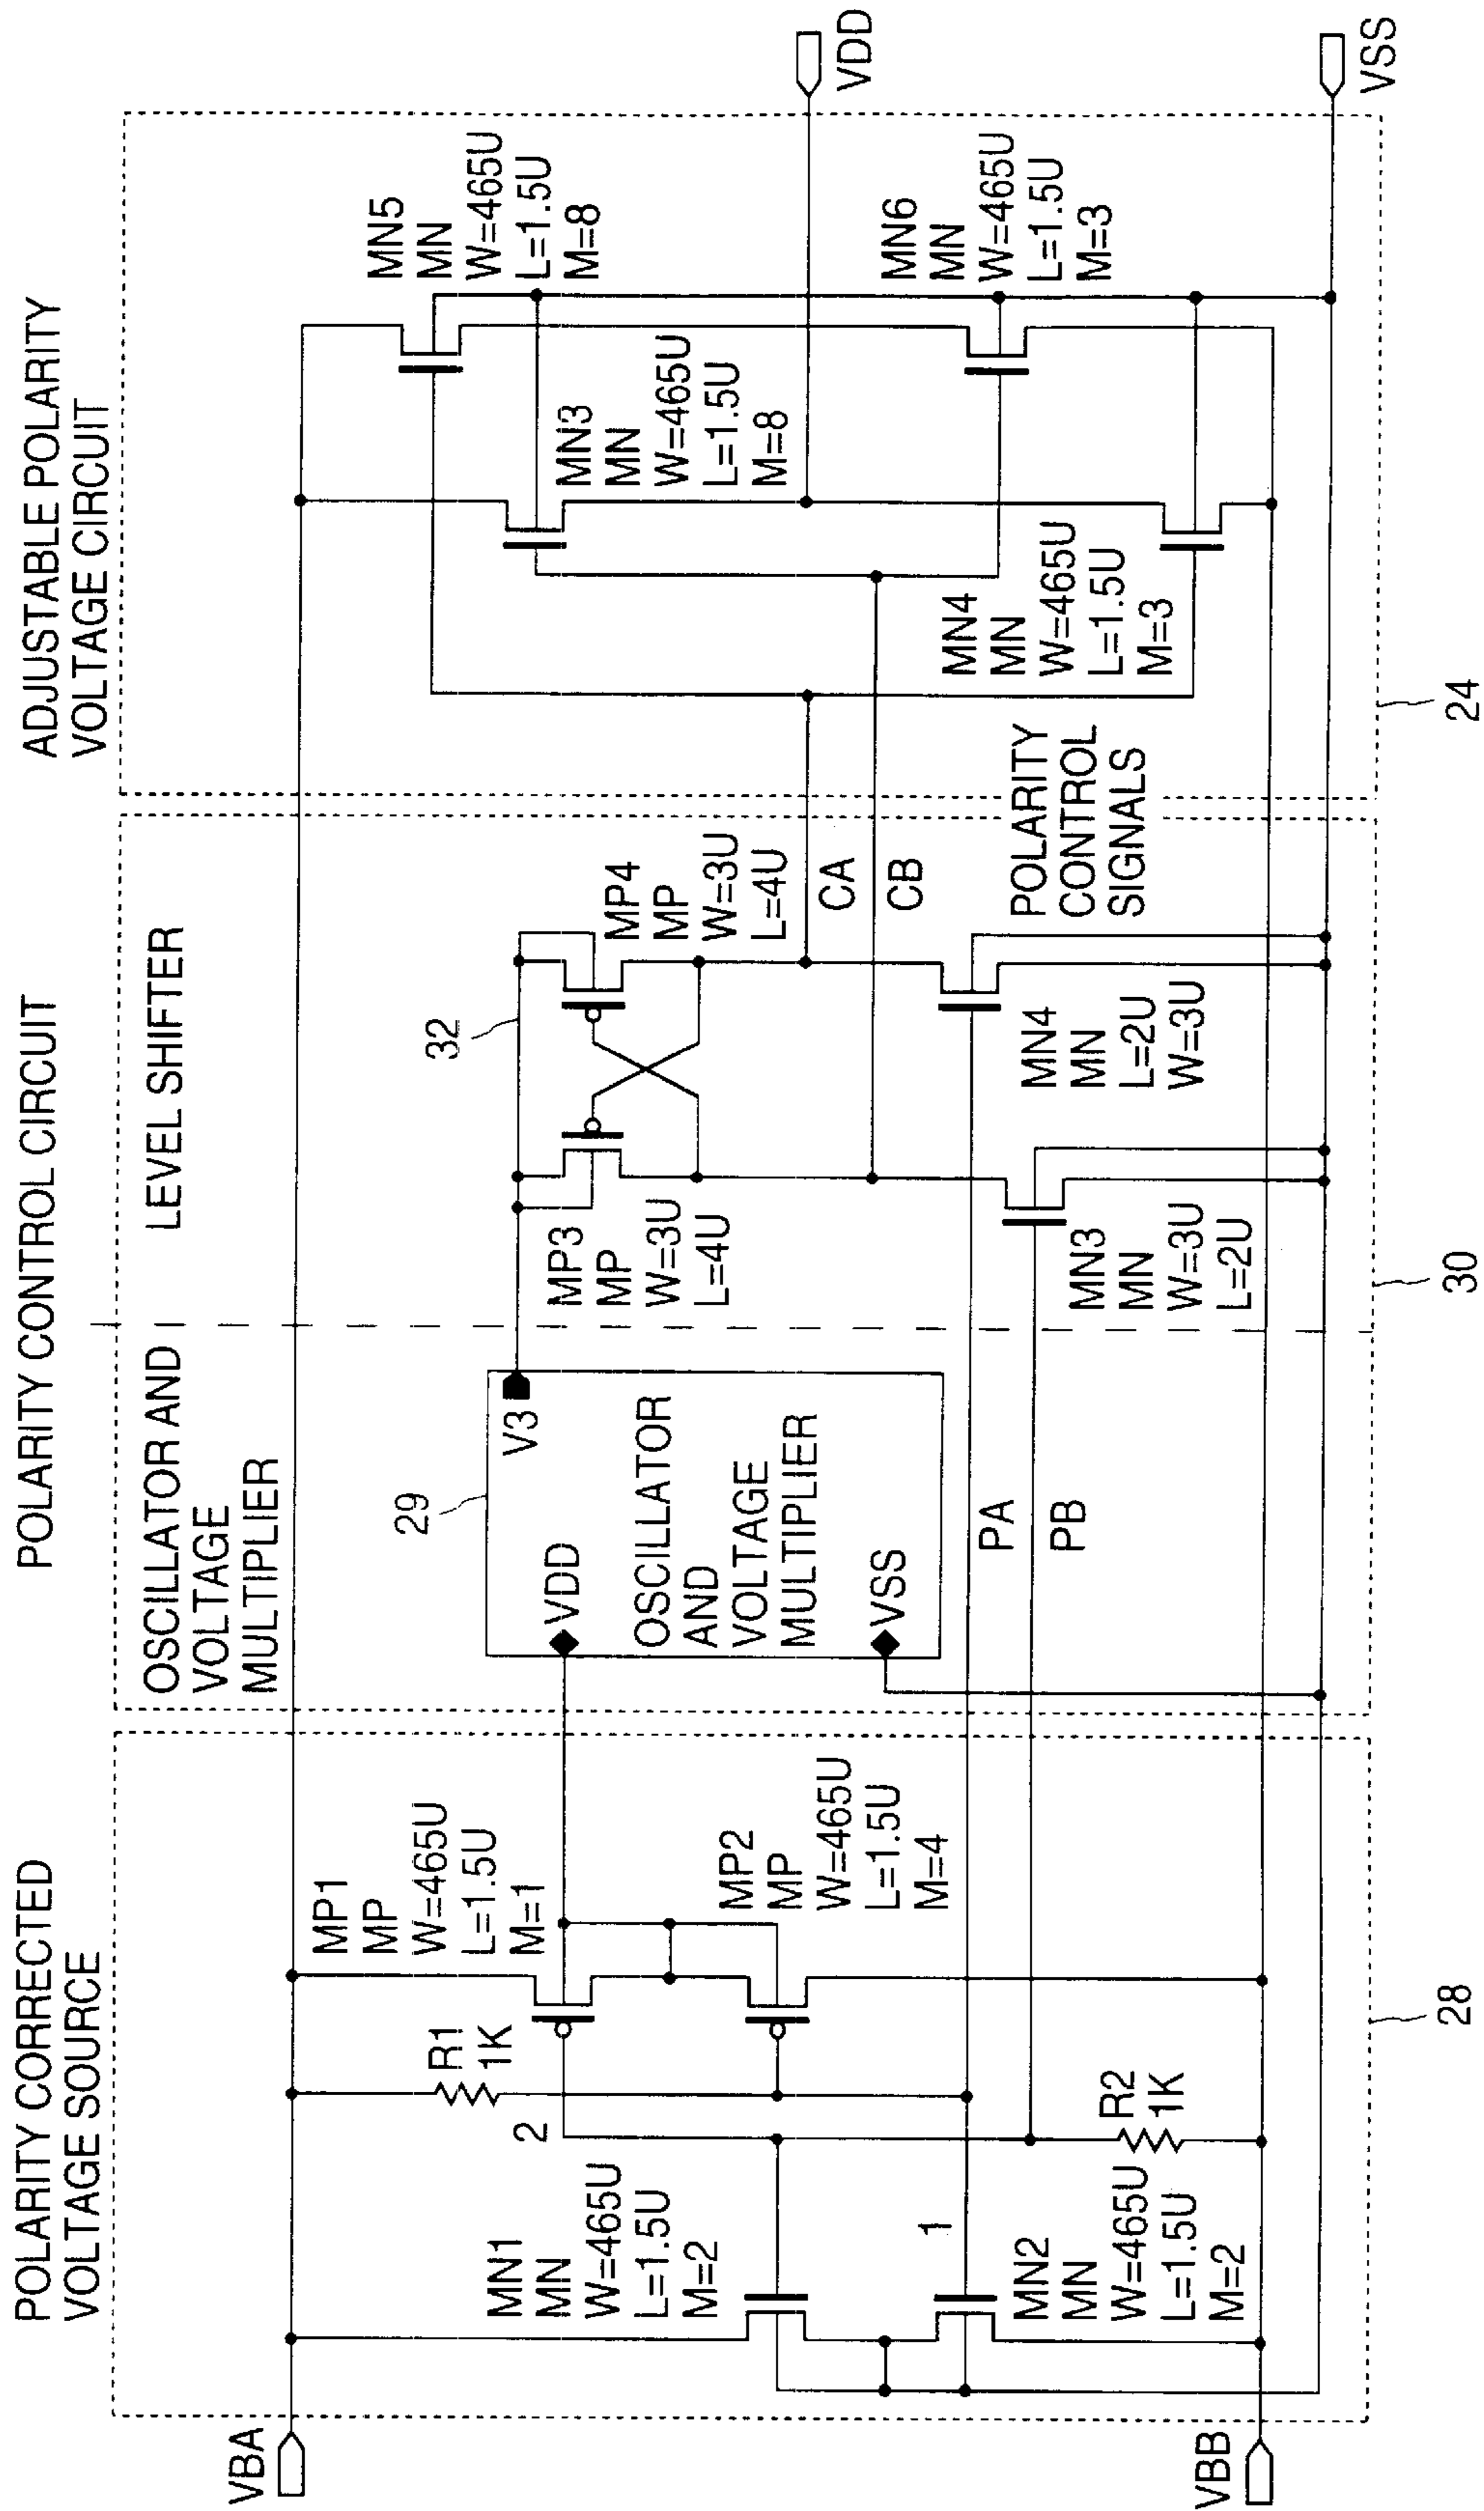 POLARITY CORRECTED
VOLTAGE SOURCE
POLARITY CONTROL CIRCUIT
ADJUSTABLE POLARITY
VOLTAGE CIRCUIT
OSCILLATOR AND
VOLTAGE
MULTIPLIER
LEVEL SHIFTER
VBA
VBB
MN1
MN
W=465U
L=1.5U
M=2
1
MN2
MN
W=465U
L=1.5U
M=2
2
R1
1K
R2
1K
MP1
MP
W=465U
L=1.5U
M=1
MP2
MP
W=465U
L=1.5U
M=4
28
29
VDD
V3
OSCILLATOR
AND
VOLTAGE
MULTIPLIER
VSS
PA
PB
MP3
MP
W=3U
L=4U
32
MP4
MP
W=3U
L=4U
MN3
MN
W=3U
L=2U
MN4
MN
L=2U
W=3U
CA
CB
30
POLARITY
CONTROL
SIGNALS
MN4
MN
W=465U
L=1.5U
M=3
MN3
MN
W=465U
L=1.5U
M=8
MN5
MN
W=465U
L=1.5U
M=8
MN6
MN
W=465U
L=1.5U
M=3
24
VDD
VSS